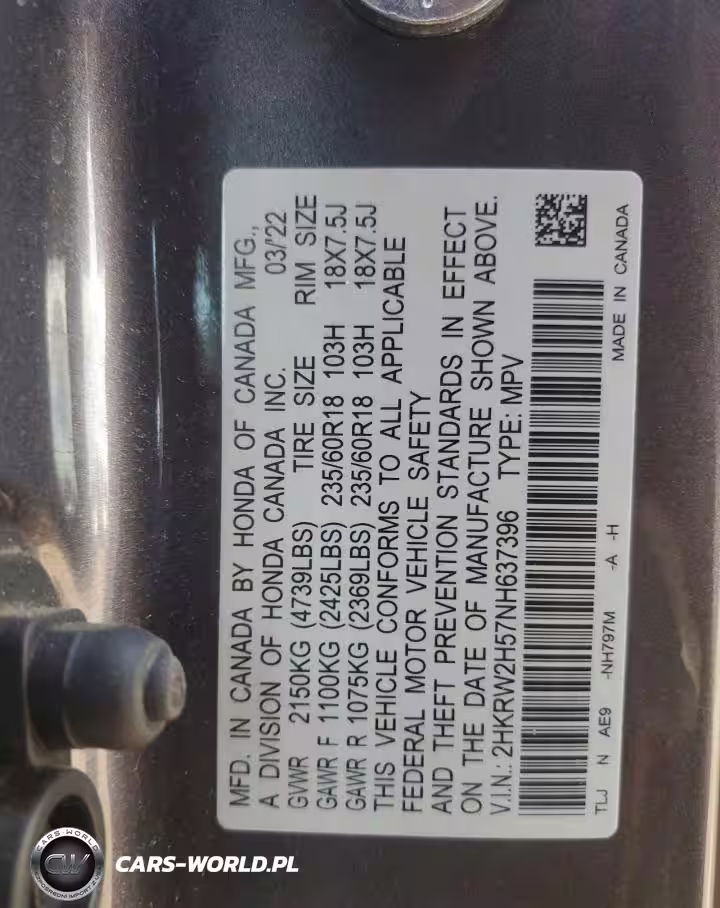 MFD. IN CANADA BY HONDA OF CANADA MFG.,
A DIVISION OF HONDA CANADA INC. 03/'22
GVWR 2150KG (4739LBS) TIRE SIZE RIM SIZE
GAWR F 1100KG (2425LBS) 235/60R18 103H 18X7.5J
GAWR R 1075KG (2369LBS) 235/60R18 103H 18X7.5J
THIS VEHICLE CONFORMS TO ALL APPLICABLE
FEDERAL MOTOR VEHICLE SAFETY
AND THEFT PREVENTION STANDARDS IN EFFECT
ON THE DATE OF MANUFACTURE SHOWN ABOVE.
V.I.N.: 2HKRW2H57NH637396 TYPE: MPV
TLJ N AE9 -NH797M -A -H
MADE IN CANADA
CARS-WORLD
CW
CARS-WORLD.PL